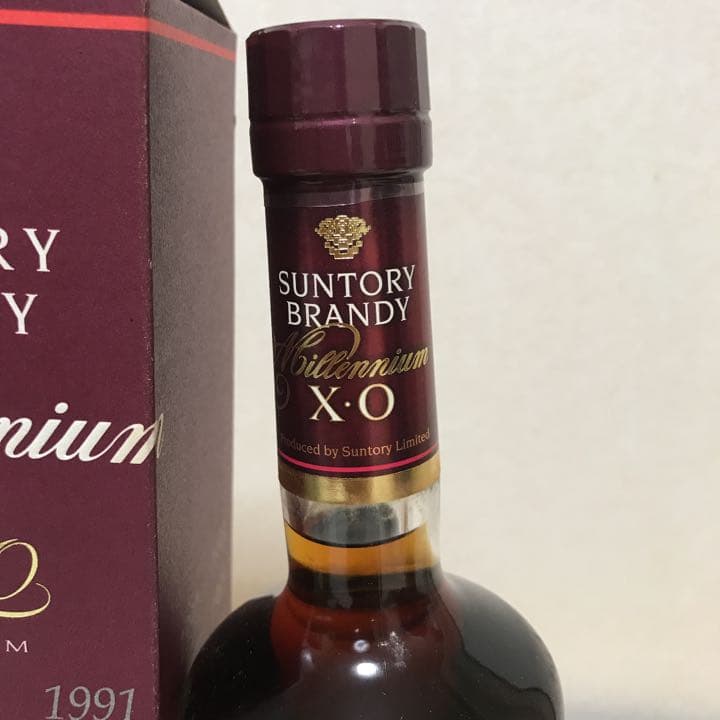 RY
Y
nium
M
1991
SUNTORY
BRANDY
Millennium
X·O
Produced by Suntory Limited